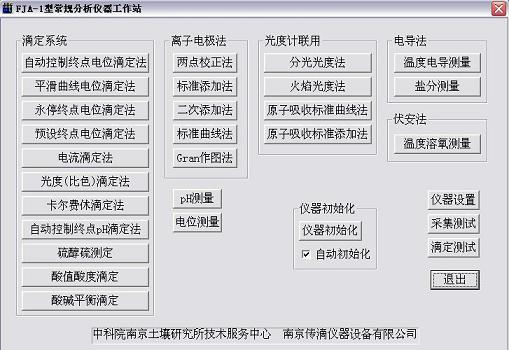 FJA-1型常规分析仪器工作站
滴定系统
自动控制终点电位滴定法
平滑曲线电位滴定法
永停终点电位滴定法
预设终点电位滴定法
电流滴定法
光度(比色)滴定法
卡尔费休滴定法
自动控制终点pH滴定法
硫醇硫测定
酸值酸度滴定
酸碱平衡滴定
离子电极法
两点校正法
标准添加法
二次添加法
标准曲线法
Gran作图法
pH测量
电位测量
光度计联用
分光光度法
火焰光度法
原子吸收标准曲线法
原子吸收标准添加法
仪器初始化
仪器初始化
自动初始化
电导法
温度电导测量
盐分测量
伏安法
温度溶氧测量
仪器设置
采集测试
滴定测试
退出
中科院南京土壤研究所技术服务中心 南京传滴仪器设备有限公司